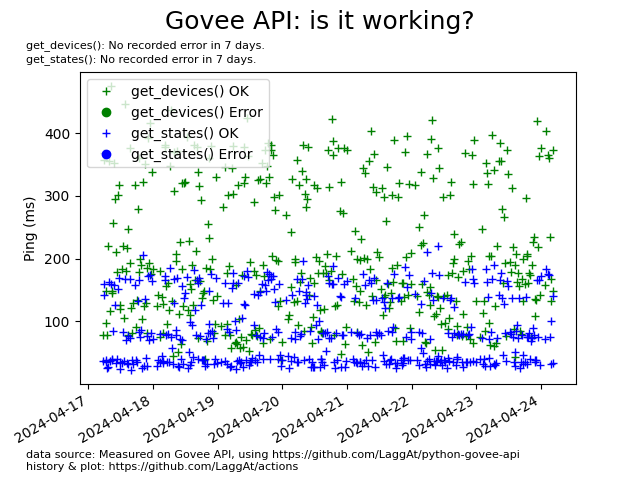 Govee API: is it working?
get_devices(): No recorded error in 7 days.
get_states(): No recorded error in 7 days.
get_devices() OK
get_devices() Error
get_states() OK
get_states() Error
Ping (ms)
400
300
200
100
2024-04-17
2024-04-18
2024-04-19
2024-04-20
2024-04-21
2024-04-22
2024-04-23
2024-04-24
data source: Measured on Govee API, using https://github.com/LaggAt/python-govee-api
history & plot: https://github.com/LaggAt/actions